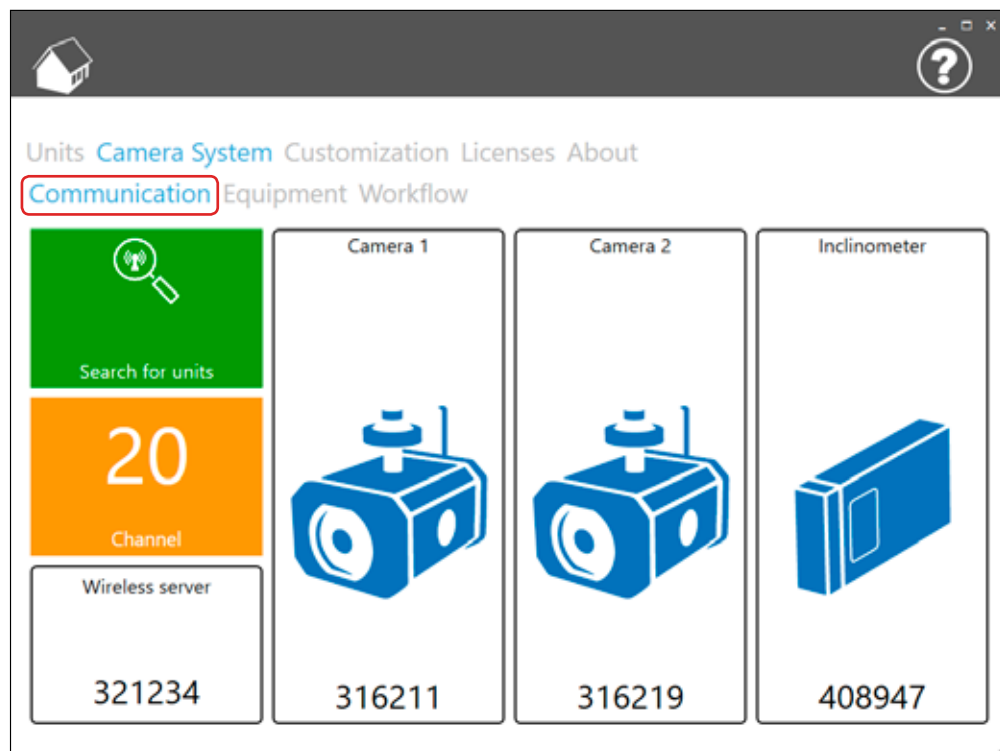 ?
Units Camera System Customization Licenses About
Communication Equipment Workflow
Search for units
20
Channel
Wireless server
321234
Camera 1
316211
Camera 2
316219
Inclinometer
408947